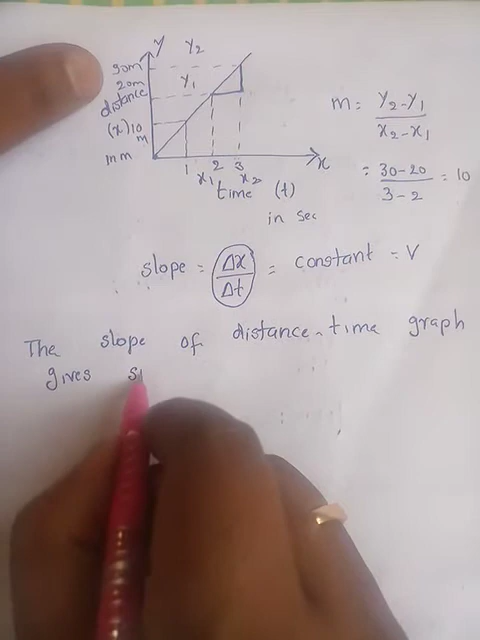 y y₂
30m
20m y₁
distance
(x) 10
m
in m
1 2 3 x
x₁ x₂
time (t)
in sec
m = y₂-y₁ / x₂-x₁
= 30-20 / 3-2 = 10
slope = Δx / Δt = constant = V
The slope of distance-time graph
gives s